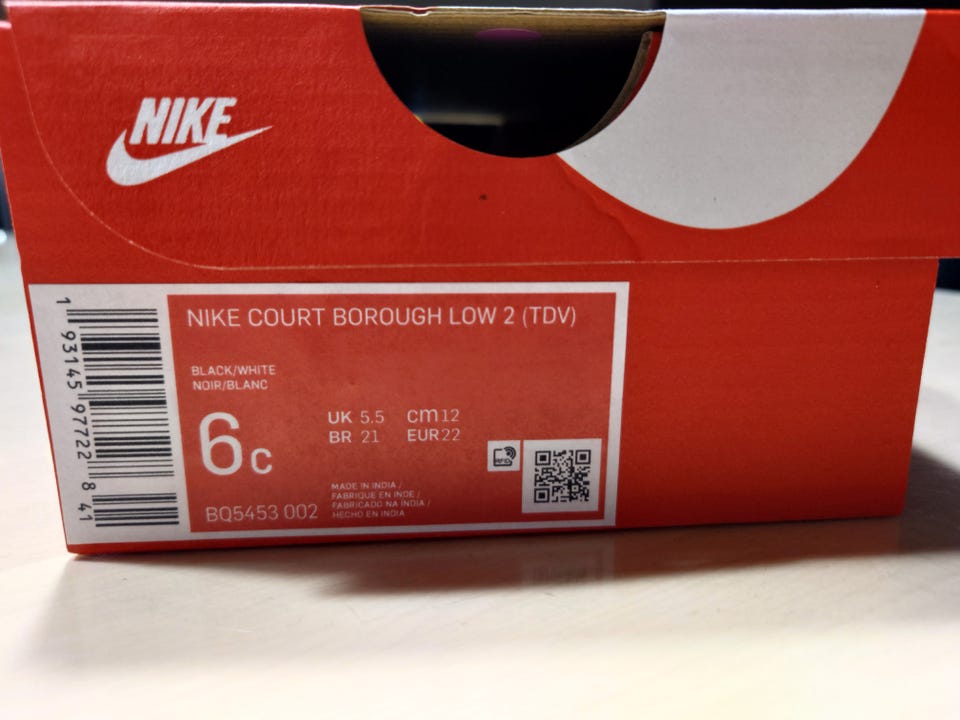 NIKE
NIKE COURT BOROUGH LOW 2 (TDV)
BLACK/WHITE
NOIR/BLANC
6C
UK 5.5 cm 12
BR 21 EUR 22
RFID
MADE IN INDIA /
FABRIQUE EN INDE /
FABRICADO NA INDIA /
HECHO EN INDIA
BQ5453 002
1 93145 97722 8 41